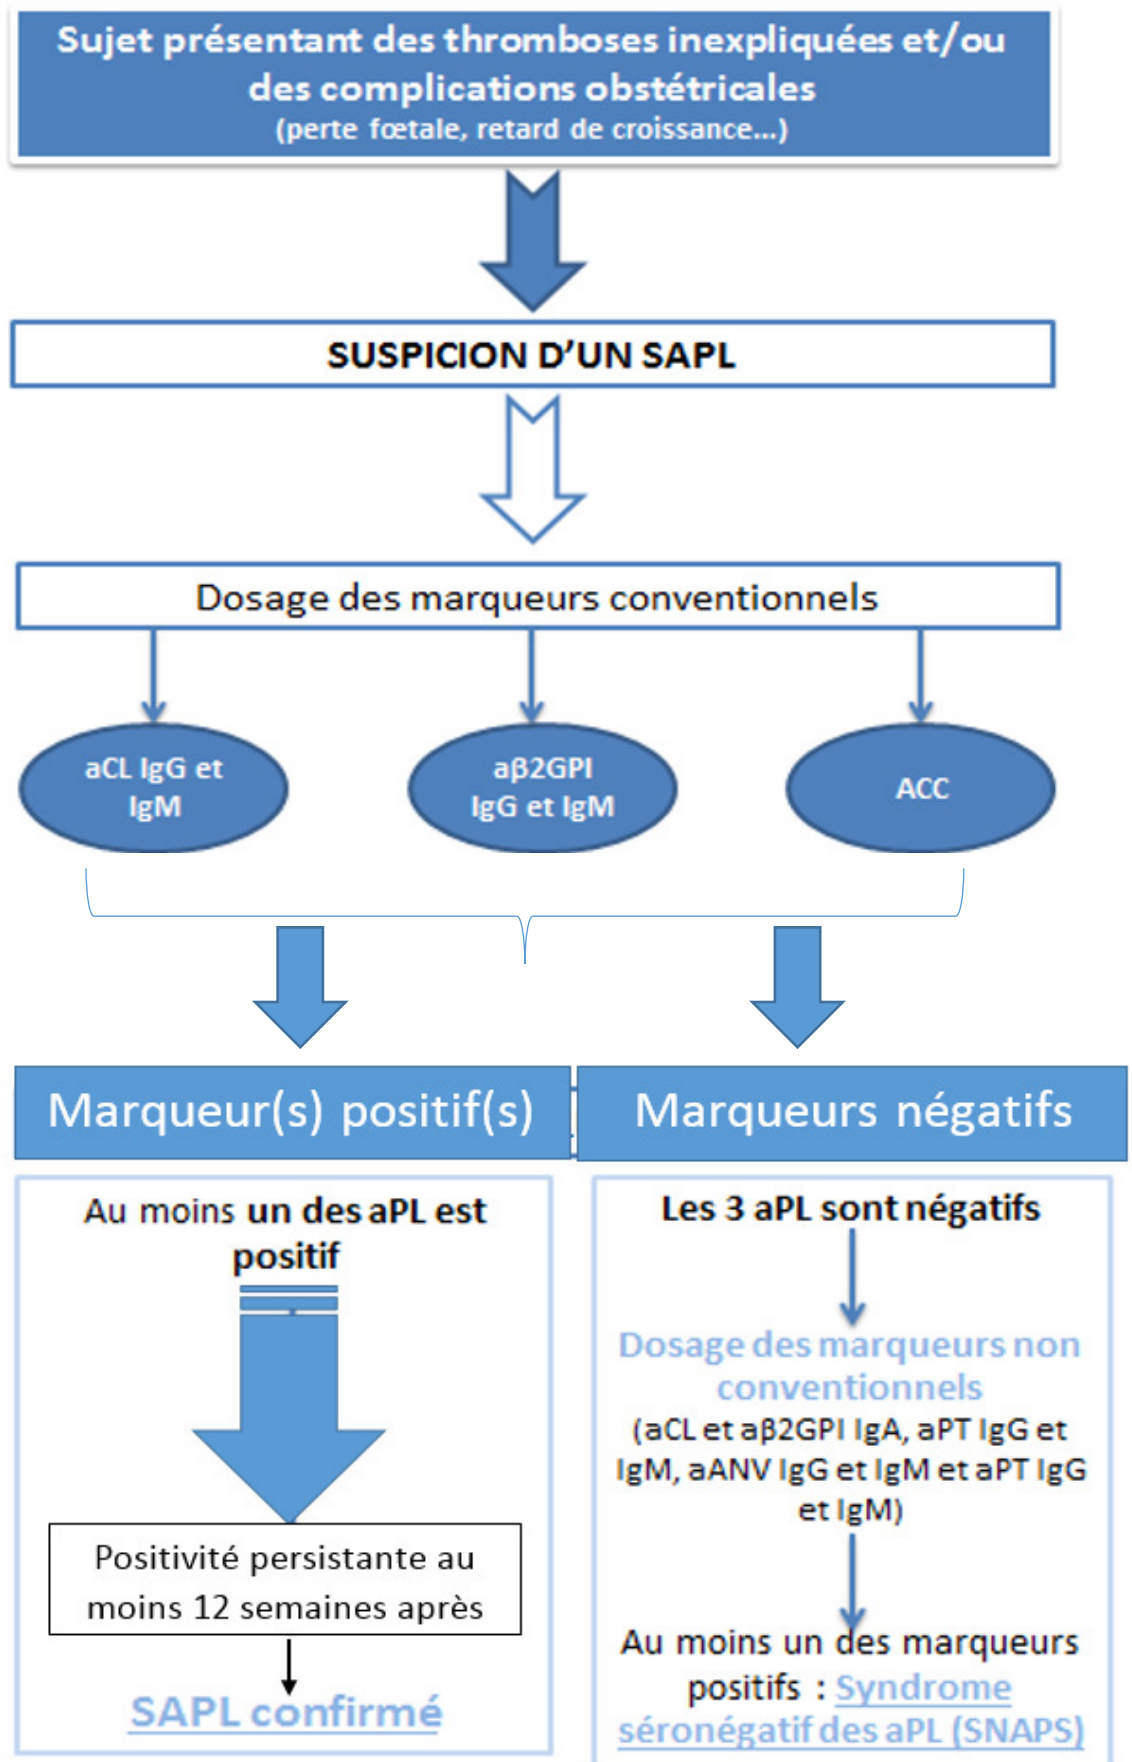 Sujet présentant des thromboses inexpliquées et/ou
des complications obstétricales
(perte fœtale, retard de croissance...)
SUSPICION D'UN SAPL
Dosage des marqueurs conventionnels
aCL IgG et
IgM
aβ2GPI
IgG et IgM
ACC
Marqueur(s) positif(s)
Marqueurs négatifs
Au moins un des aPL est
positif
Positivité persistante au
moins 12 semaines après
SAPL confirmé
Les 3 aPL sont négatifs
Dosage des marqueurs non
conventionnels
(aCL et aβ2GPI IgA, aPT IgG et
IgM, aANV IgG et IgM et aPT IgG
et IgM)
Au moins un des marqueurs
positifs : Syndrome
séronégatif des aPL (SNAPS)